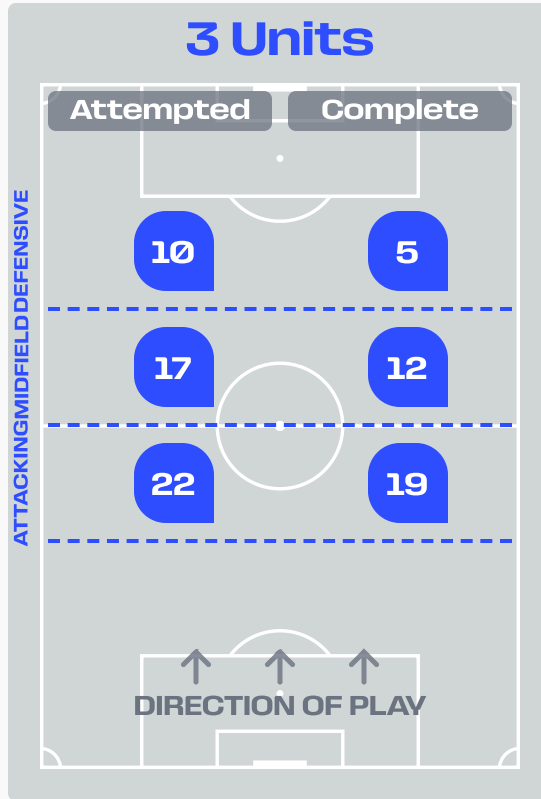 3 Units
Attempted Complete
DEFENSIVE
10 5
MIDFIELD
17 12
ATTACKING
22 19
DIRECTION OF PLAY